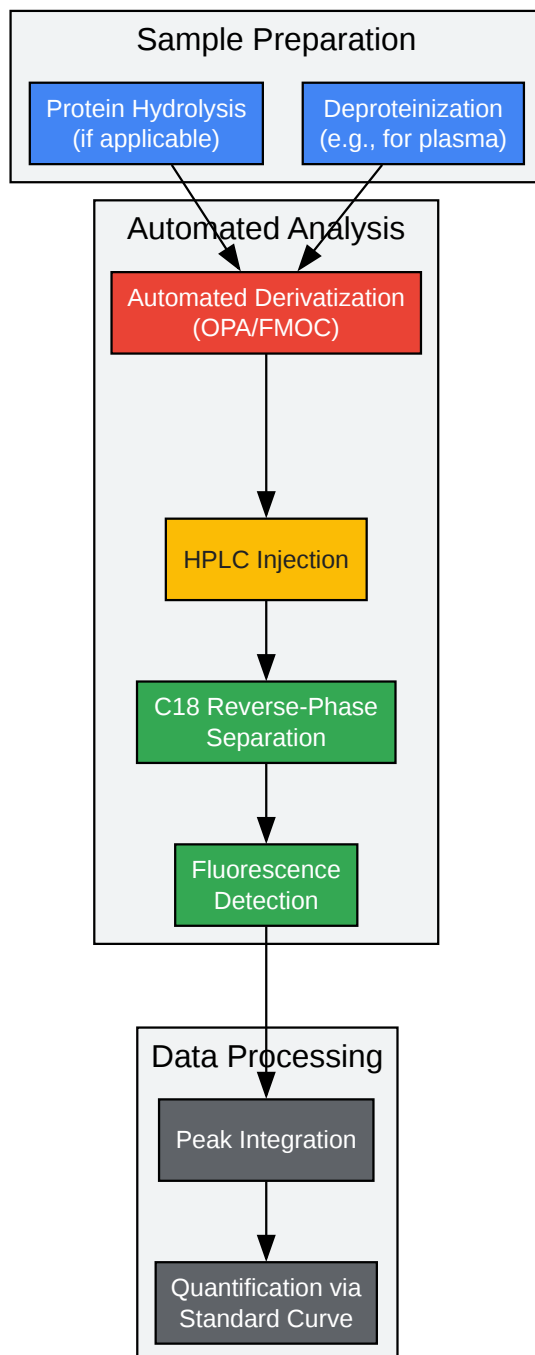 Sample Preparation
Protein Hydrolysis
(if applicable)
Deproteinization
(e.g., for plasma)
Automated Analysis
Automated Derivatization
(OPA/FMOC)
HPLC Injection
C18 Reverse-Phase
Separation
Fluorescence
Detection
Data Processing
Peak Integration
Quantification via
Standard Curve